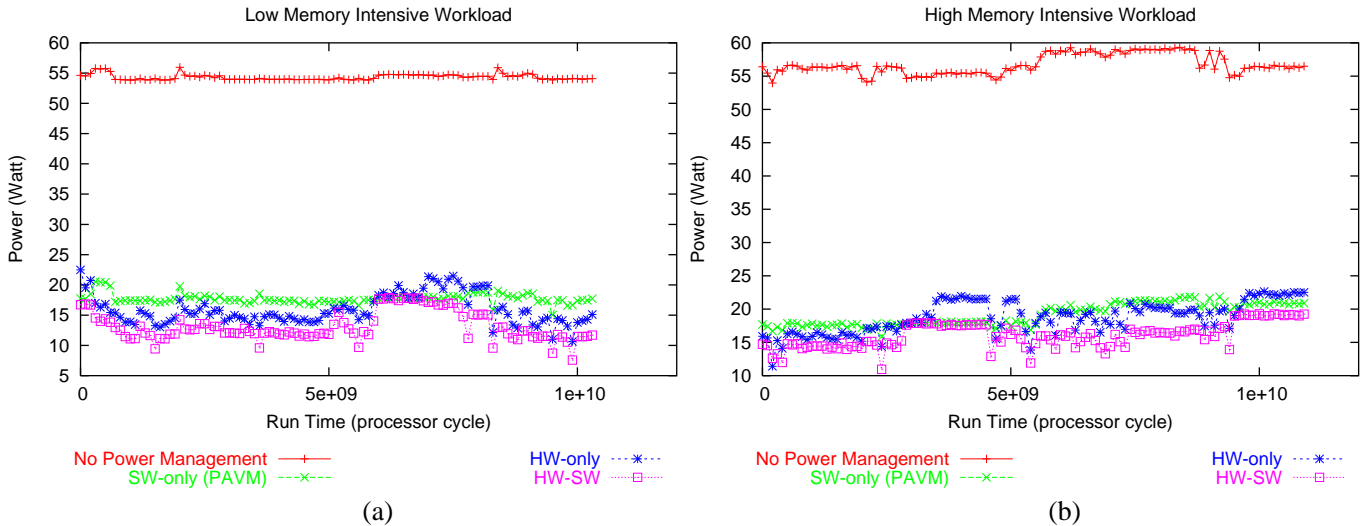 Low Memory Intensive Workload
60
55
50
45
40
35
30
25
20
15
10
5
Power (Watt)
0
5e+09
1e+10
Run Time (processor cycle)
No Power Management
SW-only (PAVM)
HW-only
HW-SW
(a)
High Memory Intensive Workload
60
55
50
45
40
35
30
25
20
15
10
Power (Watt)
0
5e+09
1e+10
Run Time (processor cycle)
No Power Management
SW-only (PAVM)
HW-only
HW-SW
(b)